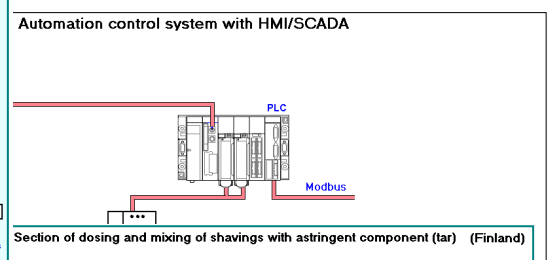 Automation control system with HMI/SCADA
PLC
Modbus
Section of dosing and mixing of shavings with astringent component (tar) (Finland)